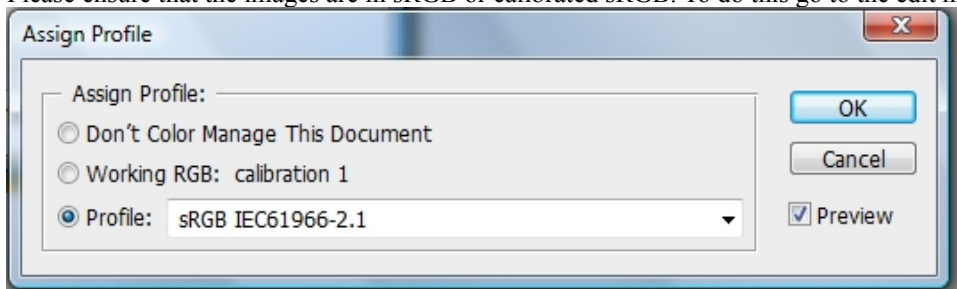 Please ensure that the images are in sRGB or calibrated sRGB. To do this go to the edit
Assign Profile
Assign Profile:
Don't Color Manage This Document
Working RGB: calibration 1
Profile: sRGB IEC61966-2.1
OK
Cancel
Preview